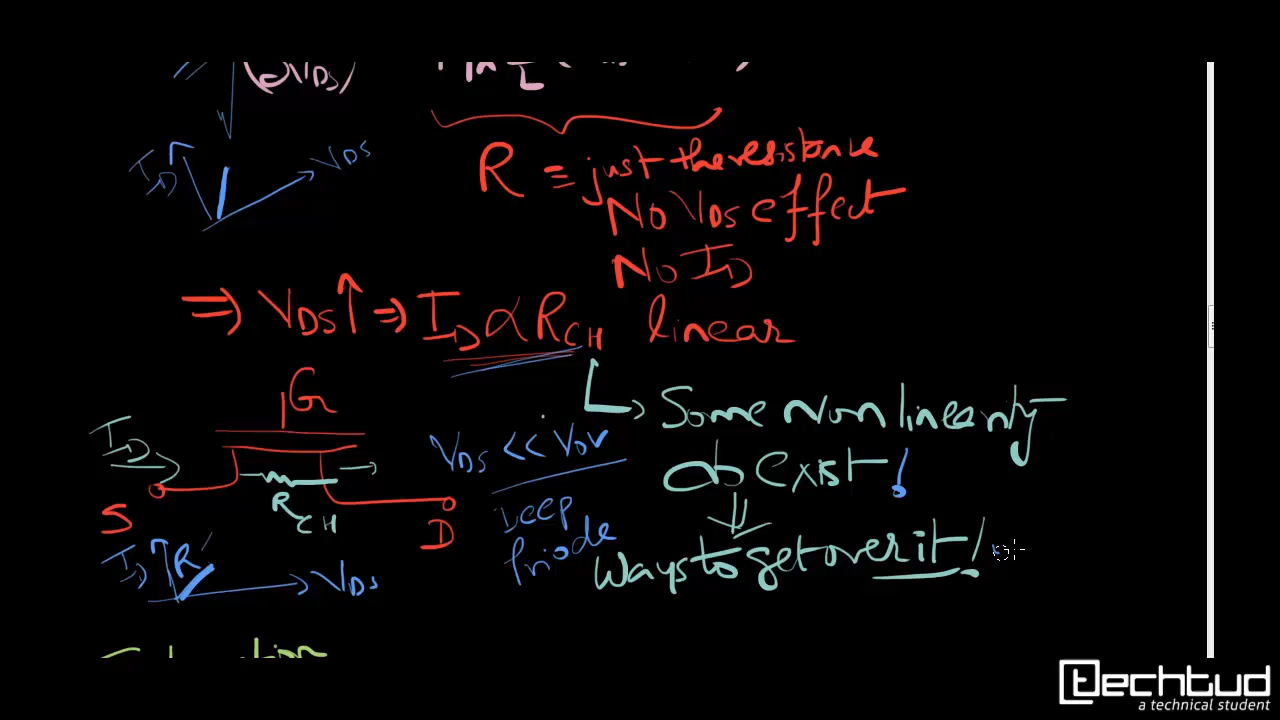 VDS)
ID
VDS
R ≡ just the resistance
No VDS effect
No ID
⇒ VDS↑ ⇒ ID ∝ RCH linear
G
ID
VDS << VOV
Some Non linearity
do exist!
RCH
S
D
Deep
Triode
Ways to get over it!
ID
R
VDS
techtud
a technical student